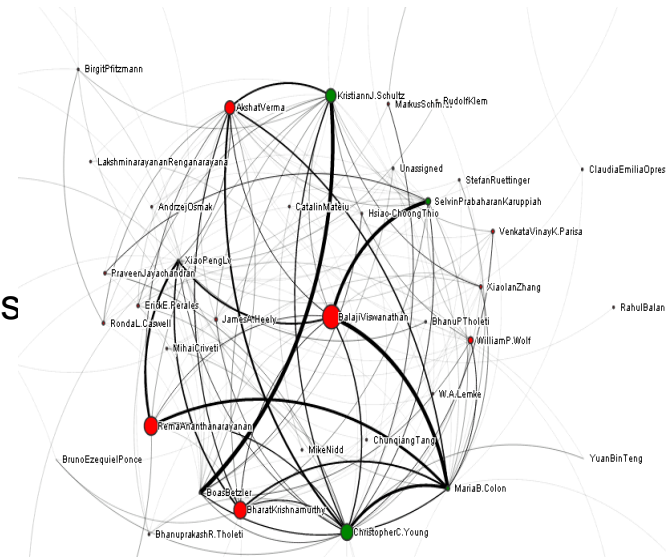 BirgitPfitzmann
KristiannJ.Schultz
AkshatVerma
RudolfKlem
LakshminarayananRenganarayana
Unassigned
ClaudiaEmiliaOpres
StefanRuettinger
SelvinPrabaharanKaruppiah
AndrzejOsmak
CatalinMateiu
Hsiao-ChoongThio
VenkataVinayK.Parisa
XiaoPengLv
PraveenJayachandran
XiaolanZhang
S
ErickE.Perales
RahulBalan
JamesA.Heely
BalajiViswanathan
BhanuPTholeti
RondaL.Caswell
WilliamP.Wolf
MihaiCriveti
W.A.Lemke
RemaAnanthanarayanan
ChunqiangTang
MikeNidd
BrunoEzequielPonce
YuanBinTeng
MariaB.Colon
BoasBetzler
BharatKrishnamurthy
BhanuprakashR.Tholeti
ChristopherC.Young